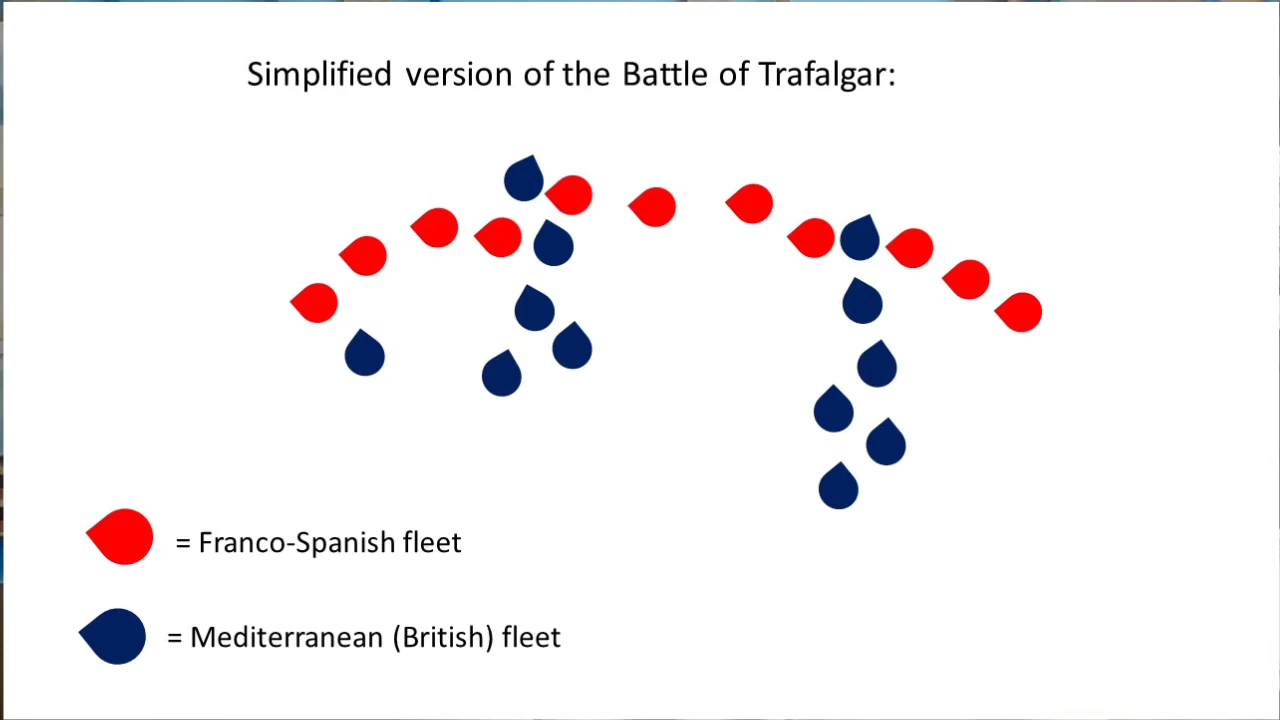 Simplified version of the Battle of Trafalgar:
= Franco-Spanish fleet
= Mediterranean (British) fleet